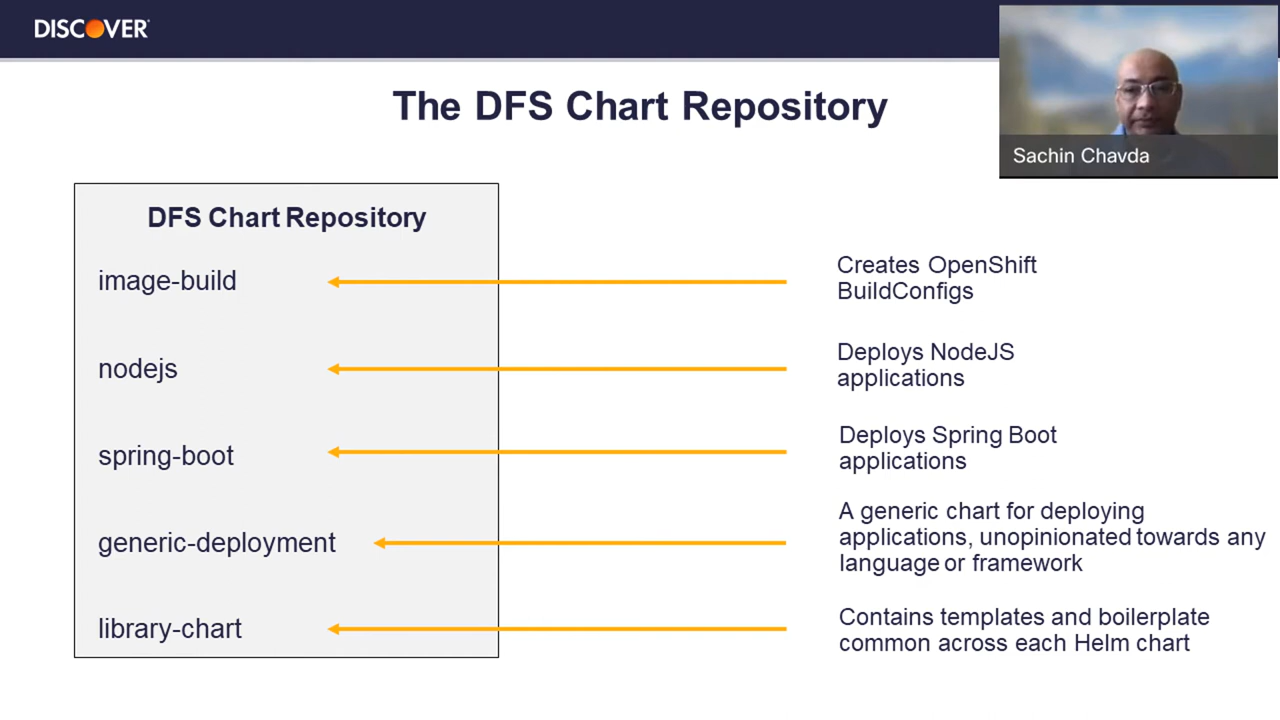 DISCOVER
The DFS Chart Repository
Sachin Chavda
DFS Chart Repository
image-build
Creates OpenShift
BuildConfigs
nodejs
Deploys NodeJS
applications
spring-boot
Deploys Spring Boot
applications
generic-deployment
A generic chart for deploying
applications, unopinionated towards any
language or framework
library-chart
Contains templates and boilerplate
common across each Helm chart